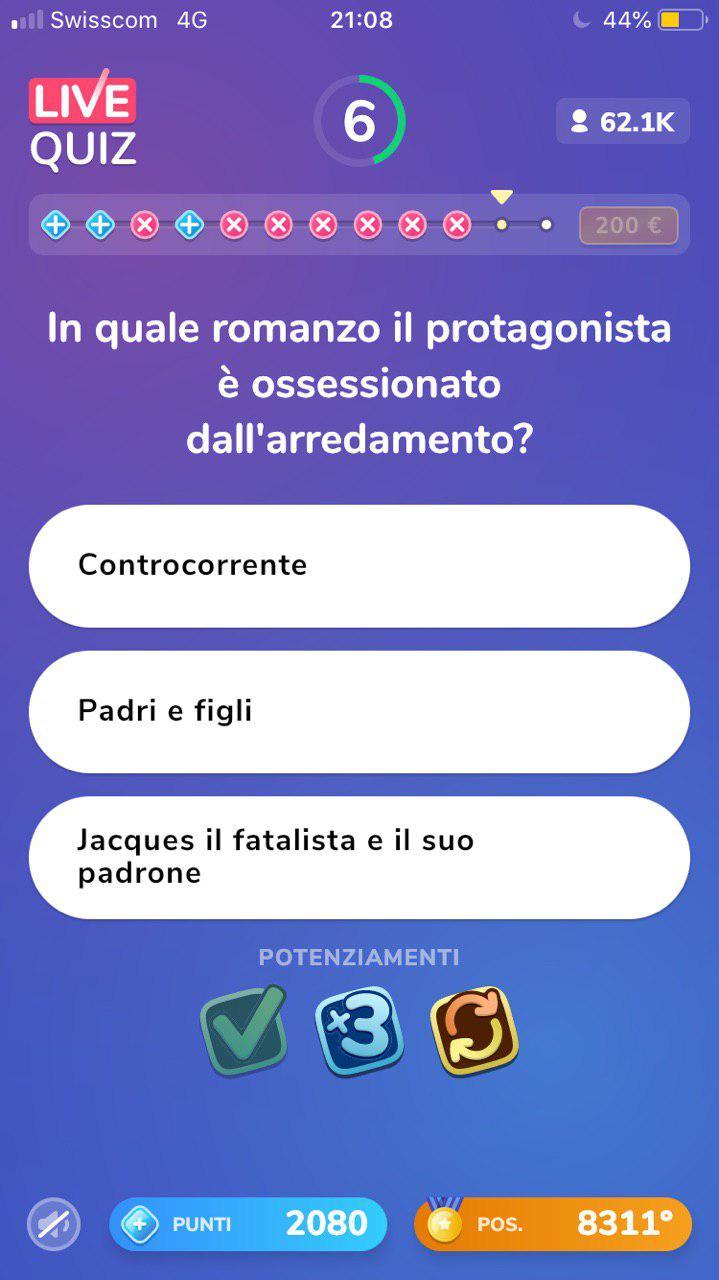 Swisscom 4G 21:08 44%
LIVE
QUIZ
6
62.1K
200 €
In quale romanzo il protagonista
è ossessionato
dall'arredamento?
Controcorrente
Padri e figli
Jacques il fatalista e il suo
padrone
POTENZIAMENTI
×3
PUNTI 2080
POS. 8311°